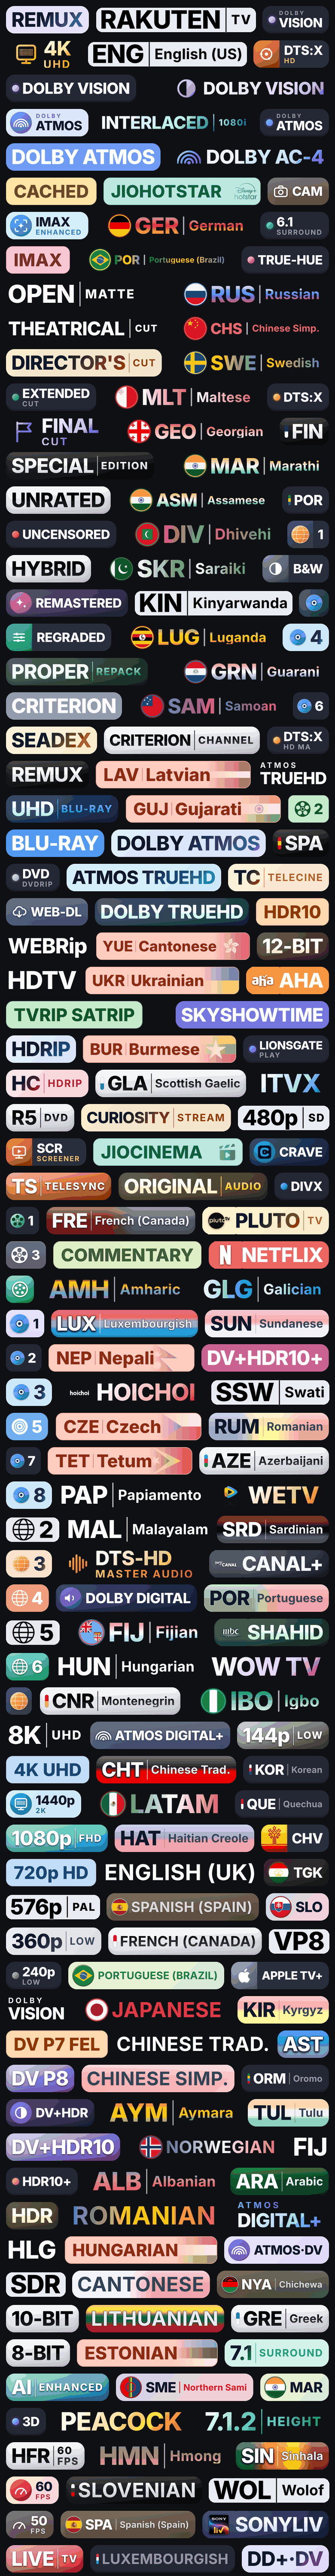 REMUX RAKUTEN TV DOLBY VISION
4K UHD ENG English (US) DTS:X HD
DOLBY VISION DOLBY VISION
DOLBY ATMOS INTERLACED 1080i DOLBY ATMOS
DOLBY ATMOS DOLBY AC-4
CACHED JIOHOTSTAR disney+ hotstar CAM
IMAX ENHANCED GER German 6.1 SURROUND
IMAX POR Portuguese (Brazil) TRUE-HUE
OPEN MATTE RUS Russian
THEATRICAL CUT CHS Chinese Simp.
DIRECTOR'S CUT SWE Swedish
EXTENDED CUT MLT Maltese DTS:X
FINAL CUT GEO Georgian FIN
SPECIAL EDITION MAR Marathi
UNRATED ASM Assamese POR
UNCENSORED DIV Dhivehi 1
HYBRID SKR Saraiki B&W
REMASTERED KIN Kinyarwanda
REGRADED LUG Luganda 4
PROPER REPACK GRN Guarani
CRITERION SAM Samoan 6
SEADEX CRITERION CHANNEL DTS:X HD MA
REMUX LAV Latvian ATMOS TRUEHD
UHD BLU-RAY GUJ Gujarati 2
BLU-RAY DOLBY ATMOS SPA
DVD DVDRIP ATMOS TRUEHD TC TELECINE
WEB-DL DOLBY TRUEHD HDR10
WEBRip YUE Cantonese 12-BIT
HDTV UKR Ukrainian aha AHA
TVRIP SATRIP SKYSHOWTIME
HDRIP BUR Burmese LIONSGATE PLAY
HC HDRIP GLA Scottish Gaelic ITVX
R5 DVD CURIOSITY STREAM 480p SD
SCR SCREENER JIOCINEMA CRAVE
TS TELESYNC ORIGINAL AUDIO DIVX
1 FRE French (Canada) pluto tv PLUTO TV
3 COMMENTARY NETFLIX
AMH Amharic GLG Galician
1 LUX Luxembourgish SUN Sundanese
2 NEP Nepali DV+HDR10+
3 hoichoi HOICHOI SSW Swati
5 CZE Czech RUM Romanian
7 TET Tetum AZE Azerbaijani
8 PAP Papiamento WETV
2 MAL Malayalam SRD Sardinian
3 DTS-HD MASTER AUDIO CANAL+
4 DOLBY DIGITAL POR Portuguese
5 FIJ Fijian mbc SHAHID
6 HUN Hungarian WOW TV
CNR Montenegrin IBO Igbo
8K UHD ATMOS DIGITAL+ 144p LOW
4K UHD CHT Chinese Trad. KOR Korean
1440p 2K LATAM QUE Quechua
1080p FHD HAT Haitian Creole CHV
720p HD ENGLISH (UK) TGK
576p PAL SPANISH (SPAIN) SLO
360p LOW FRENCH (CANADA) VP8
240p LOW PORTUGUESE (BRAZIL) APPLE TV+
DOLBY VISION JAPANESE KIR Kyrgyz
DV P7 FEL CHINESE TRAD. AST
DV P8 CHINESE SIMP. ORM Oromo
DV+HDR AYM Aymara TUL Tulu
DV+HDR10 NORWEGIAN FIJ
HDR10+ ALB Albanian ARA Arabic
HDR ROMANIAN ATMOS DIGITAL+
HLG HUNGARIAN ATMOS·DV
SDR CANTONESE NYA Chichewa
10-BIT LITHUANIAN GRE Greek
8-BIT ESTONIAN 7.1 SURROUND
AI ENHANCED SME Northern Sami MAR
3D PEACOCK 7.1.2 HEIGHT
HFR 60 FPS HMN Hmong SIN Sinhala
60 FPS SLOVENIAN WOL Wolof
50 FPS SPA Spanish (Spain) SONY LIV SONYLIV
LIVE TV LUXEMBOURGISH DD+·DV